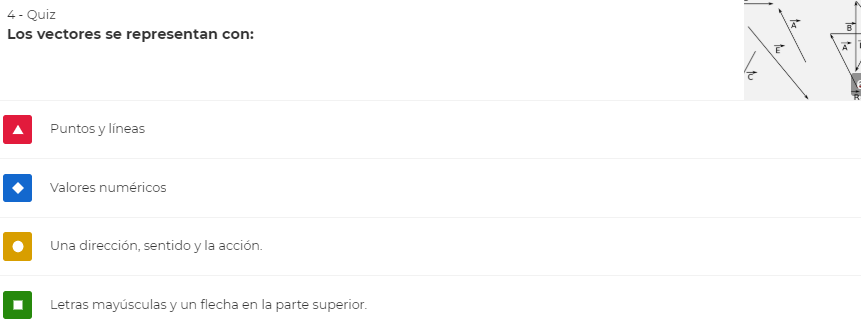 4 - Quiz
Los vectores se representan con:
A
E
C
B
A
R
Puntos y líneas
Valores numéricos
Una dirección, sentido y la acción.
Letras mayúsculas y un flecha en la parte superior.